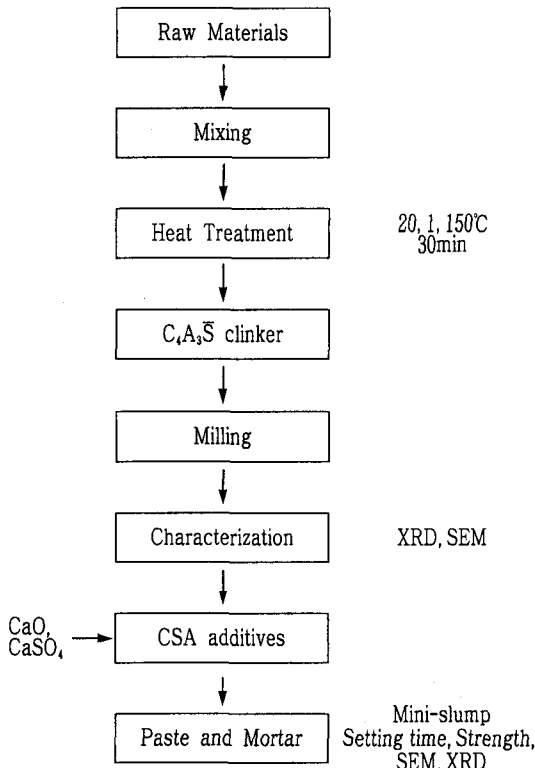 Raw Materials
Mixing
Heat Treatment
20, 1, 150℃
30min
C₄A₃S̅ clinker
Milling
Characterization
XRD, SEM
CaO,
CaSO₄
CSA additives
Paste and Mortar
Mini-slump
Setting time, Strength,
SEM, XRD